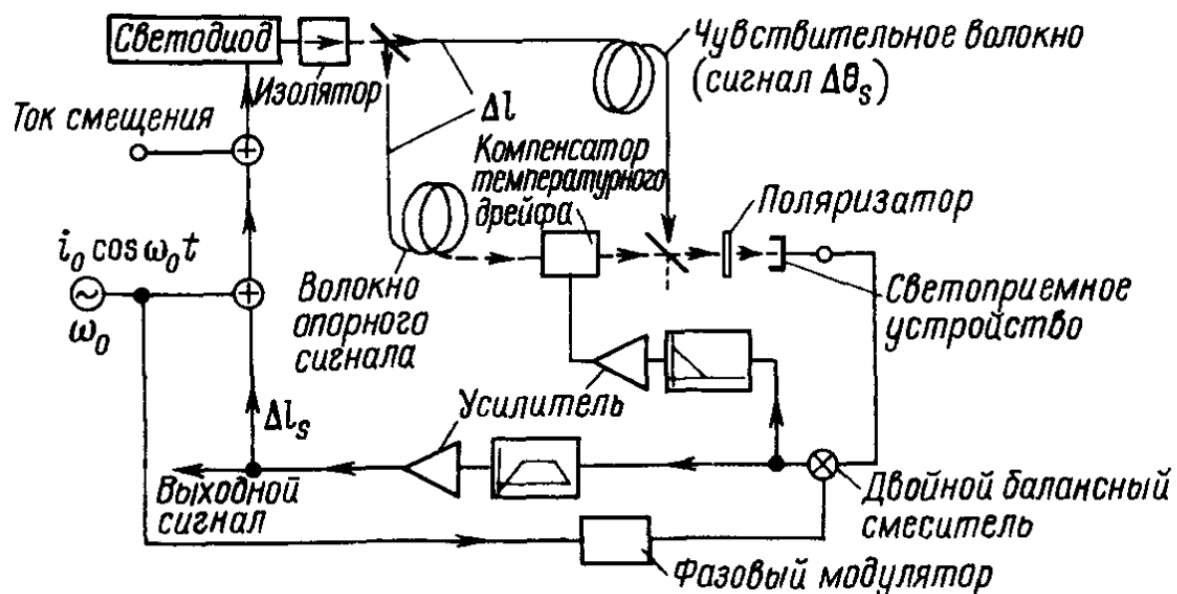 Светодиод
Изолятор
Чувствительное волокно
(сигнал Δθs)
Ток смещения
Δl
Компенсатор
температурного
дрейфа
Поляризатор
i₀ cos ω₀t
ω₀
Волокно
опорного
сигнала
Светоприемное
устройство
Усилитель
Δls
Выходной
сигнал
Двойной балансный
смеситель
Фазовый модулятор